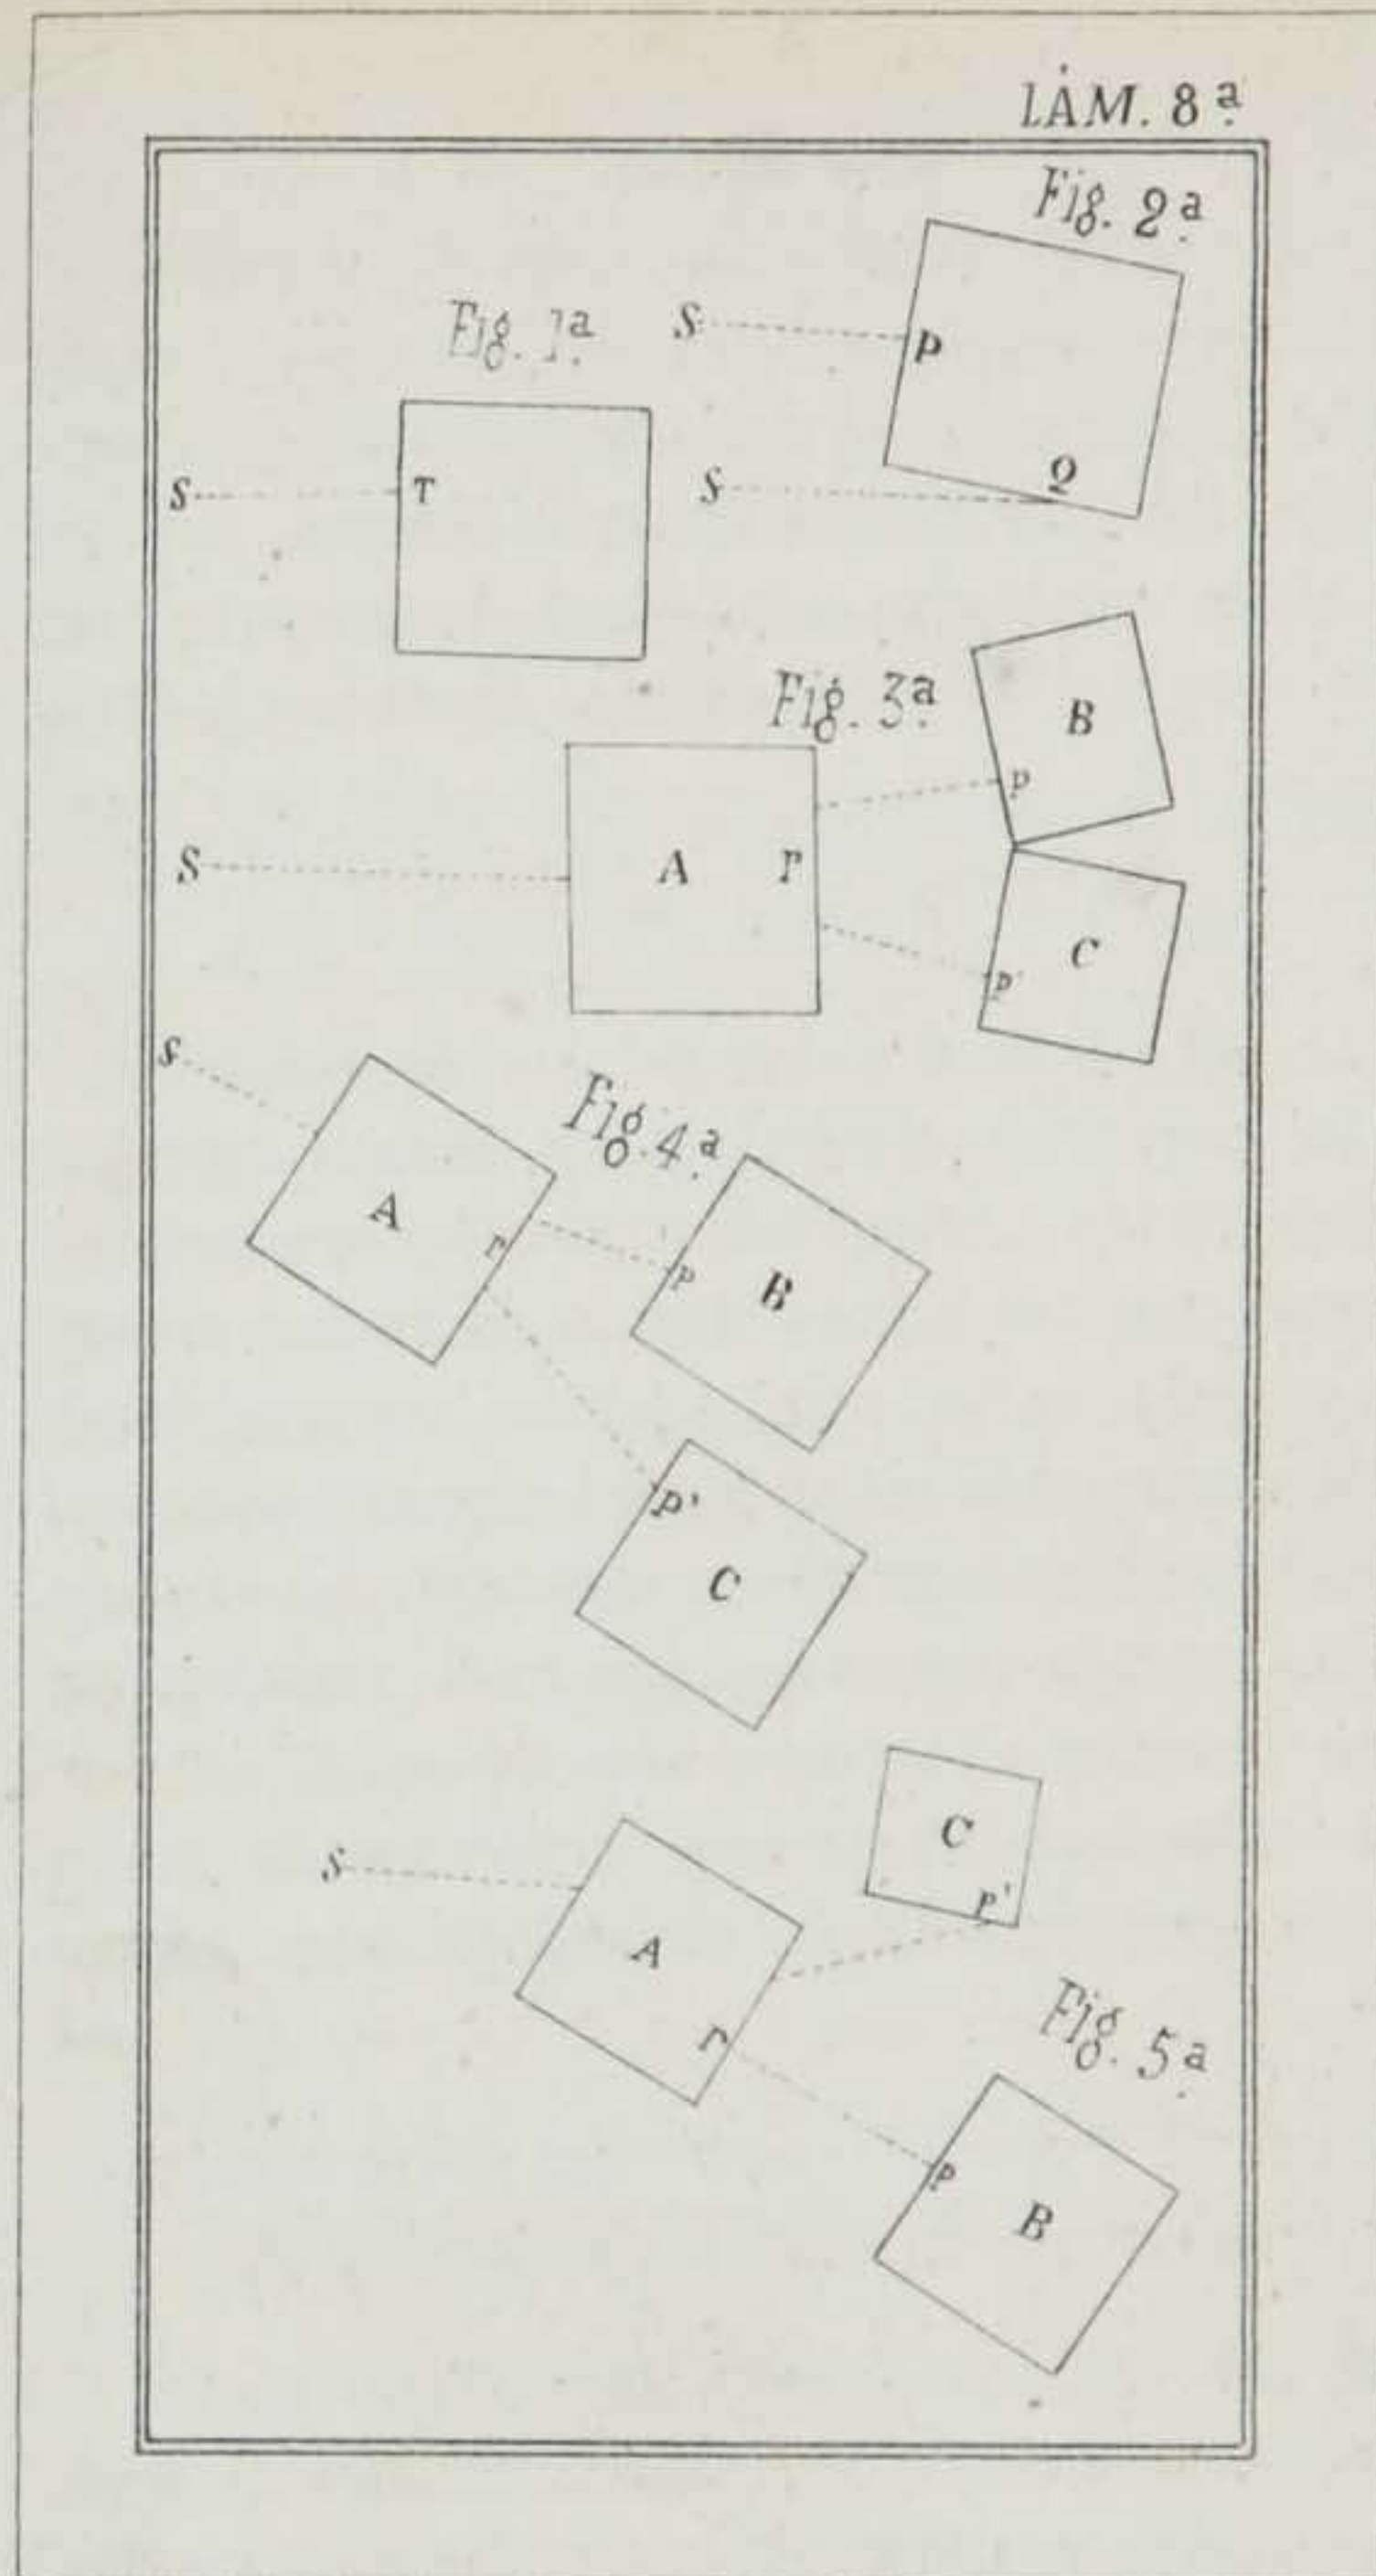 LÁM. 8ª
Fig. 2ª
S P
S Q
Fig. 1ª
S T
Fig. 3ª
B
p
S A r
C
p'
Fig. 4ª
S
A
r
p B
p'
C
C
p'
S
A
r
Fig. 5ª
p
B